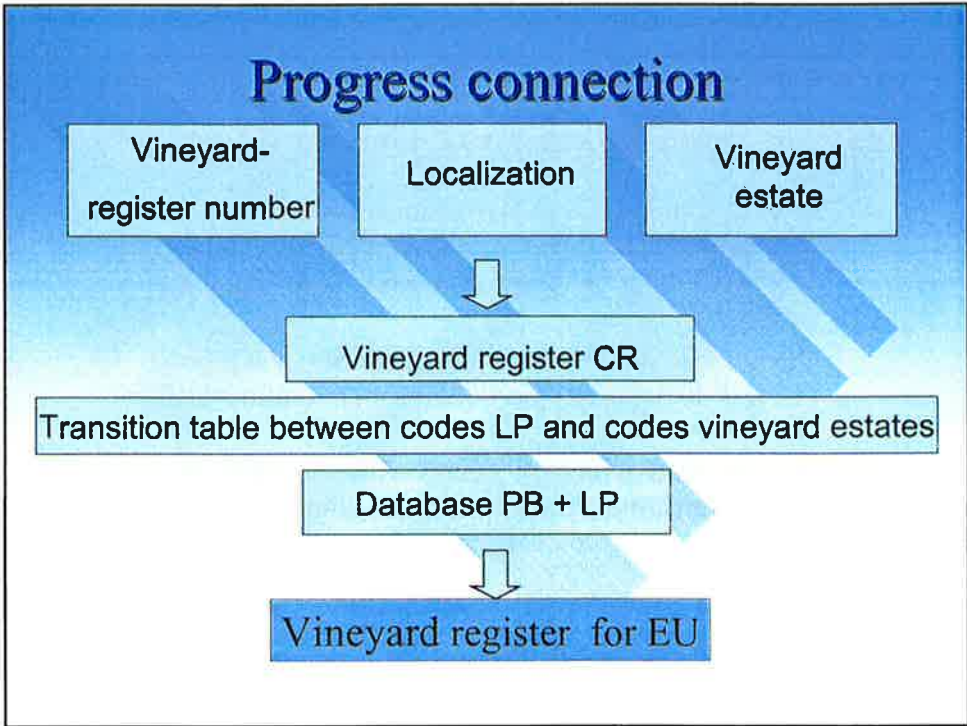 Progress connection
Vineyard-
register number
Localization
Vineyard
estate
Vineyard register CR
Transition table between codes LP and codes vineyard estates
Database PB + LP
Vineyard register for EU